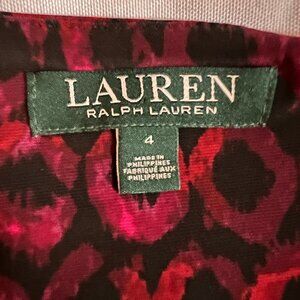 LAUREN
RALPH LAUREN
4
MADE IN
PHILIPPINES
FABRIQUÉ AUX
PHILIPPINES